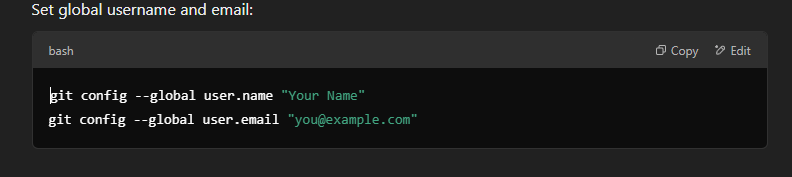 Set global username and email:
bash Copy Edit
git config --global user.name "Your Name"
git config --global user.email "you@example.com"